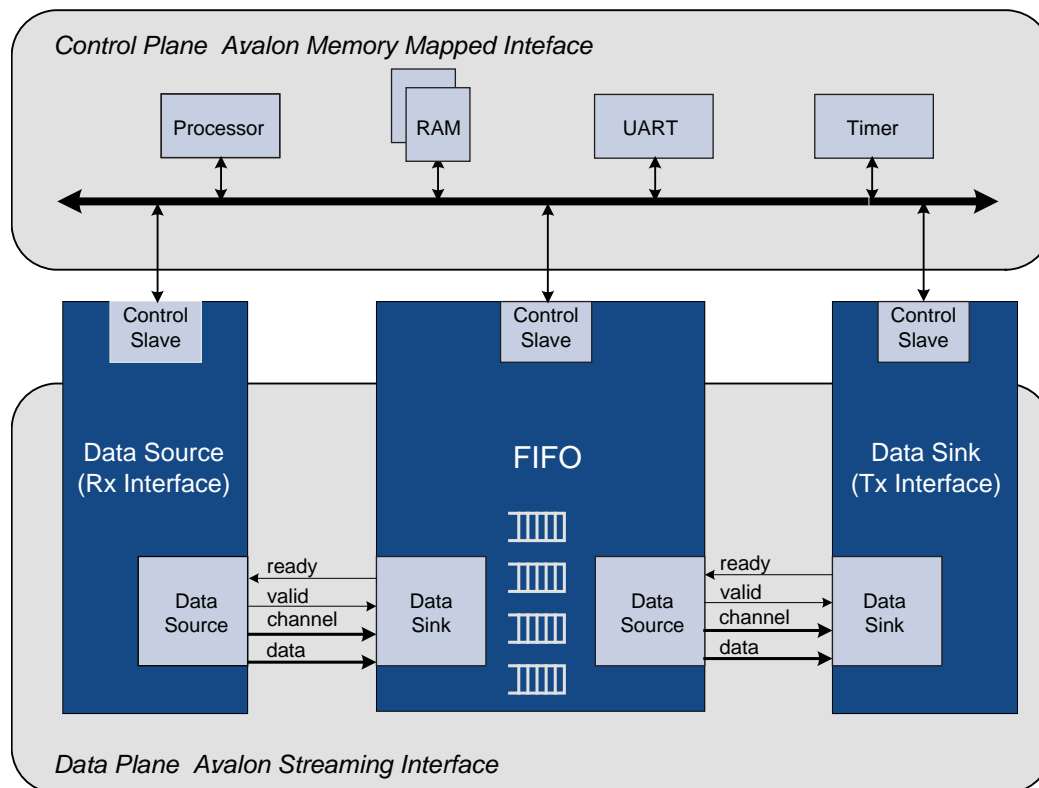 Control Plane Avalon Memory Mapped Inteface
Processor
RAM
UART
Timer
Control
Slave
Control
Slave
Control
Slave
Data Source
(Rx Interface)
FIFO
Data Sink
(Tx Interface)
Data
Source
ready
valid
channel
data
Data
Sink
Data
Source
ready
valid
channel
data
Data
Sink
Data Plane Avalon Streaming Interface